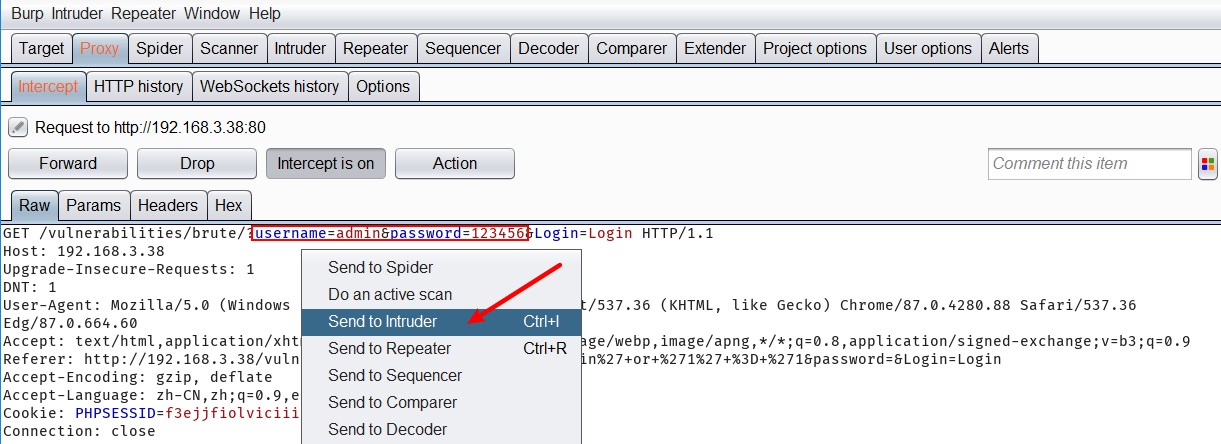 Burp Intruder Repeater Window Help
Target Proxy Spider Scanner Intruder Repeater Sequencer Decoder Comparer Extender Project options User options Alerts
Intercept HTTP history WebSockets history Options
Request to http://192.168.3.38:80
Forward Drop Intercept is on Action Comment this item
Raw Params Headers Hex
GET /vulnerabilities/brute/?username=admin&password=123456&Login=Login HTTP/1.1
Host: 192.168.3.38
Upgrade-Insecure-Requests: 1
DNT: 1
User-Agent: Mozilla/5.0 (Windows t/537.36 (KHTML, like Gecko) Chrome/87.0.4280.88 Safari/537.36
Edg/87.0.664.60
Accept: text/html,application/xht age/webp,image/apng,*/*;q=0.8,application/signed-exchange;v=b3;q=0.9
Referer: http://192.168.3.38/vuln in%27+or+%271%27+%3D+%271&password=&Login=Login
Accept-Encoding: gzip, deflate
Accept-Language: zh-CN,zh;q=0.9,e
Cookie: PHPSESSID=f3ejjfiolviciii
Connection: close
Send to Spider
Do an active scan
Send to Intruder Ctrl+I
Send to Repeater Ctrl+R
Send to Sequencer
Send to Comparer
Send to Decoder